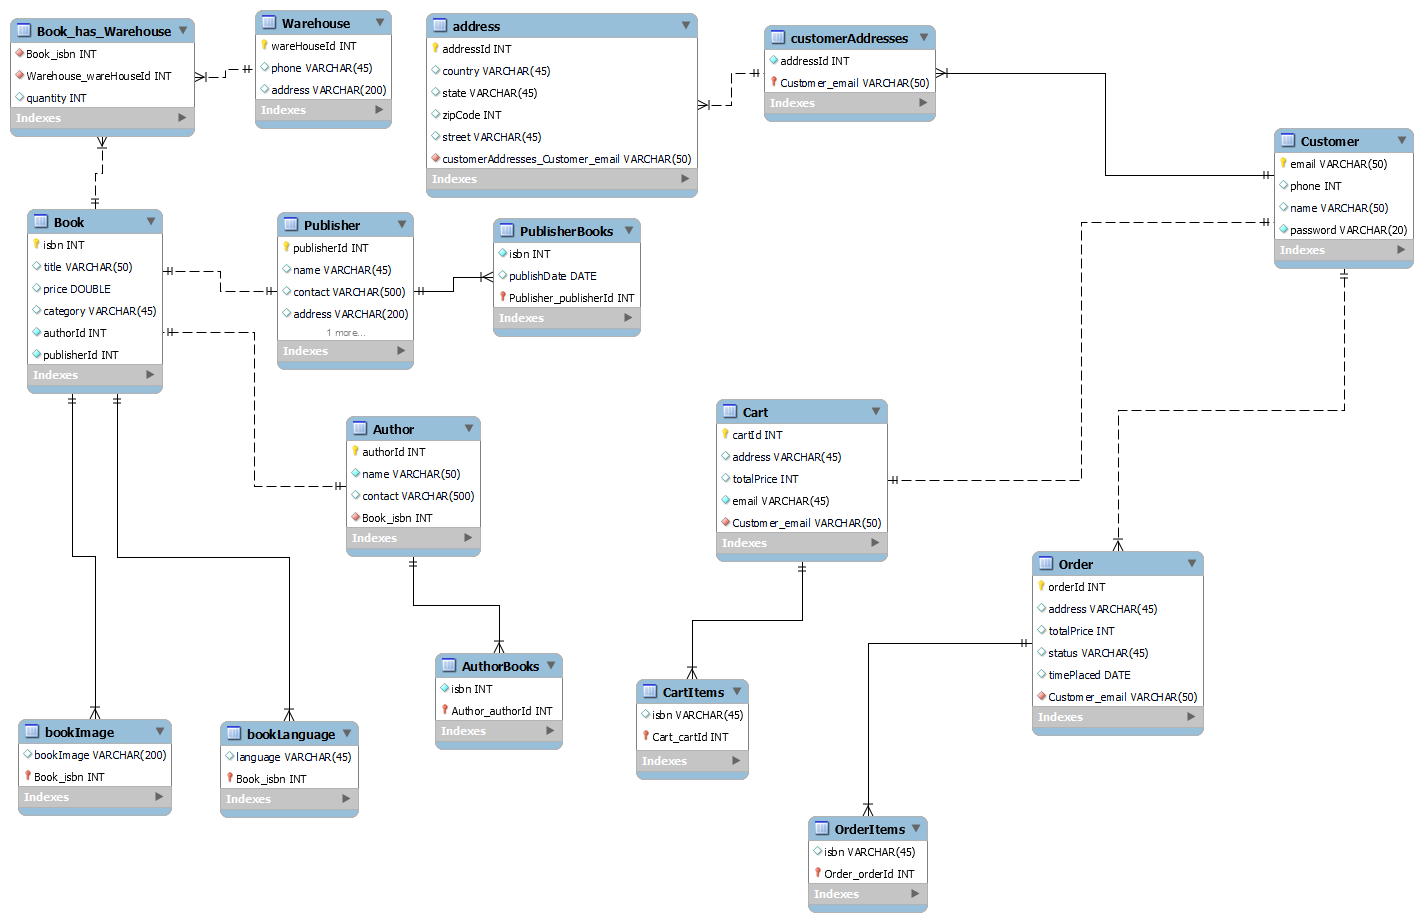 Book_has_Warehouse
Book_isbn INT
Warehouse_wareHouseId INT
quantity INT
Indexes
Warehouse
wareHouseId INT
phone VARCHAR(45)
address VARCHAR(200)
Indexes
address
addressId INT
country VARCHAR(45)
state VARCHAR(45)
zipCode INT
street VARCHAR(45)
customerAddresses_Customer_email VARCHAR(50)
Indexes
customerAddresses
addressId INT
Customer_email VARCHAR(50)
Indexes
Customer
email VARCHAR(50)
phone INT
name VARCHAR(50)
password VARCHAR(20)
Indexes
Book
isbn INT
title VARCHAR(50)
price DOUBLE
category VARCHAR(45)
authorId INT
publisherId INT
Indexes
Publisher
publisherId INT
name VARCHAR(45)
contact VARCHAR(500)
address VARCHAR(200)
1 more...
Indexes
PublisherBooks
isbn INT
publishDate DATE
Publisher_publisherId INT
Indexes
Author
authorId INT
name VARCHAR(50)
contact VARCHAR(500)
Book_isbn INT
Indexes
Cart
cartId INT
address VARCHAR(45)
totalPrice INT
email VARCHAR(45)
Customer_email VARCHAR(50)
Indexes
Order
orderId INT
address VARCHAR(45)
totalPrice INT
status VARCHAR(45)
timePlaced DATE
Customer_email VARCHAR(50)
Indexes
AuthorBooks
isbn INT
Author_authorId INT
Indexes
CartItems
isbn VARCHAR(45)
Cart_cartId INT
Indexes
bookImage
bookImage VARCHAR(200)
Book_isbn INT
Indexes
bookLanguage
language VARCHAR(45)
Book_isbn INT
Indexes
OrderItems
isbn VARCHAR(45)
Order_orderId INT
Indexes